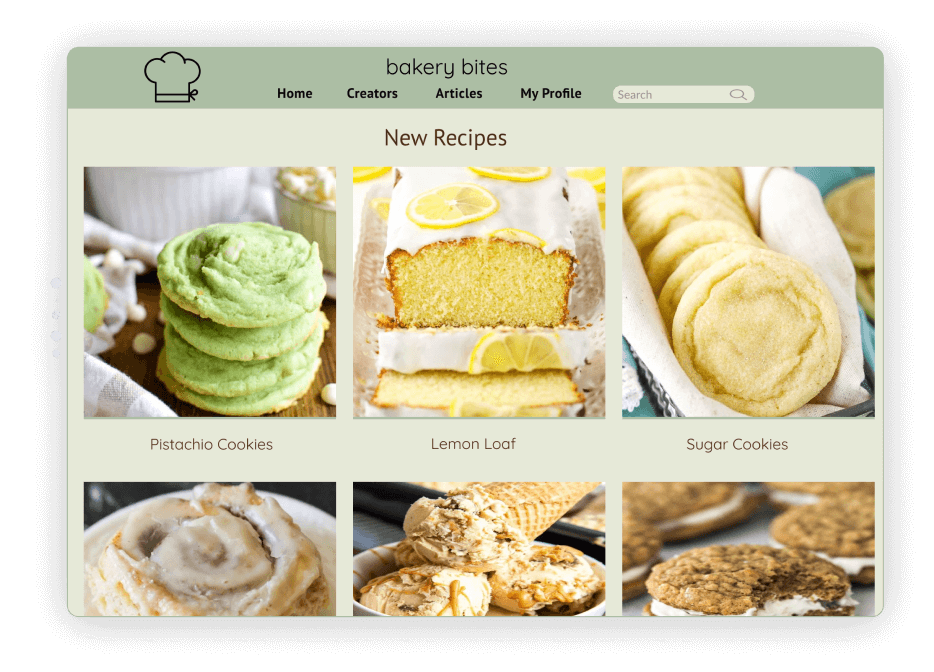 bakery bites
Home Creators Articles My Profile Search
New Recipes
Pistachio Cookies Lemon Loaf Sugar Cookies